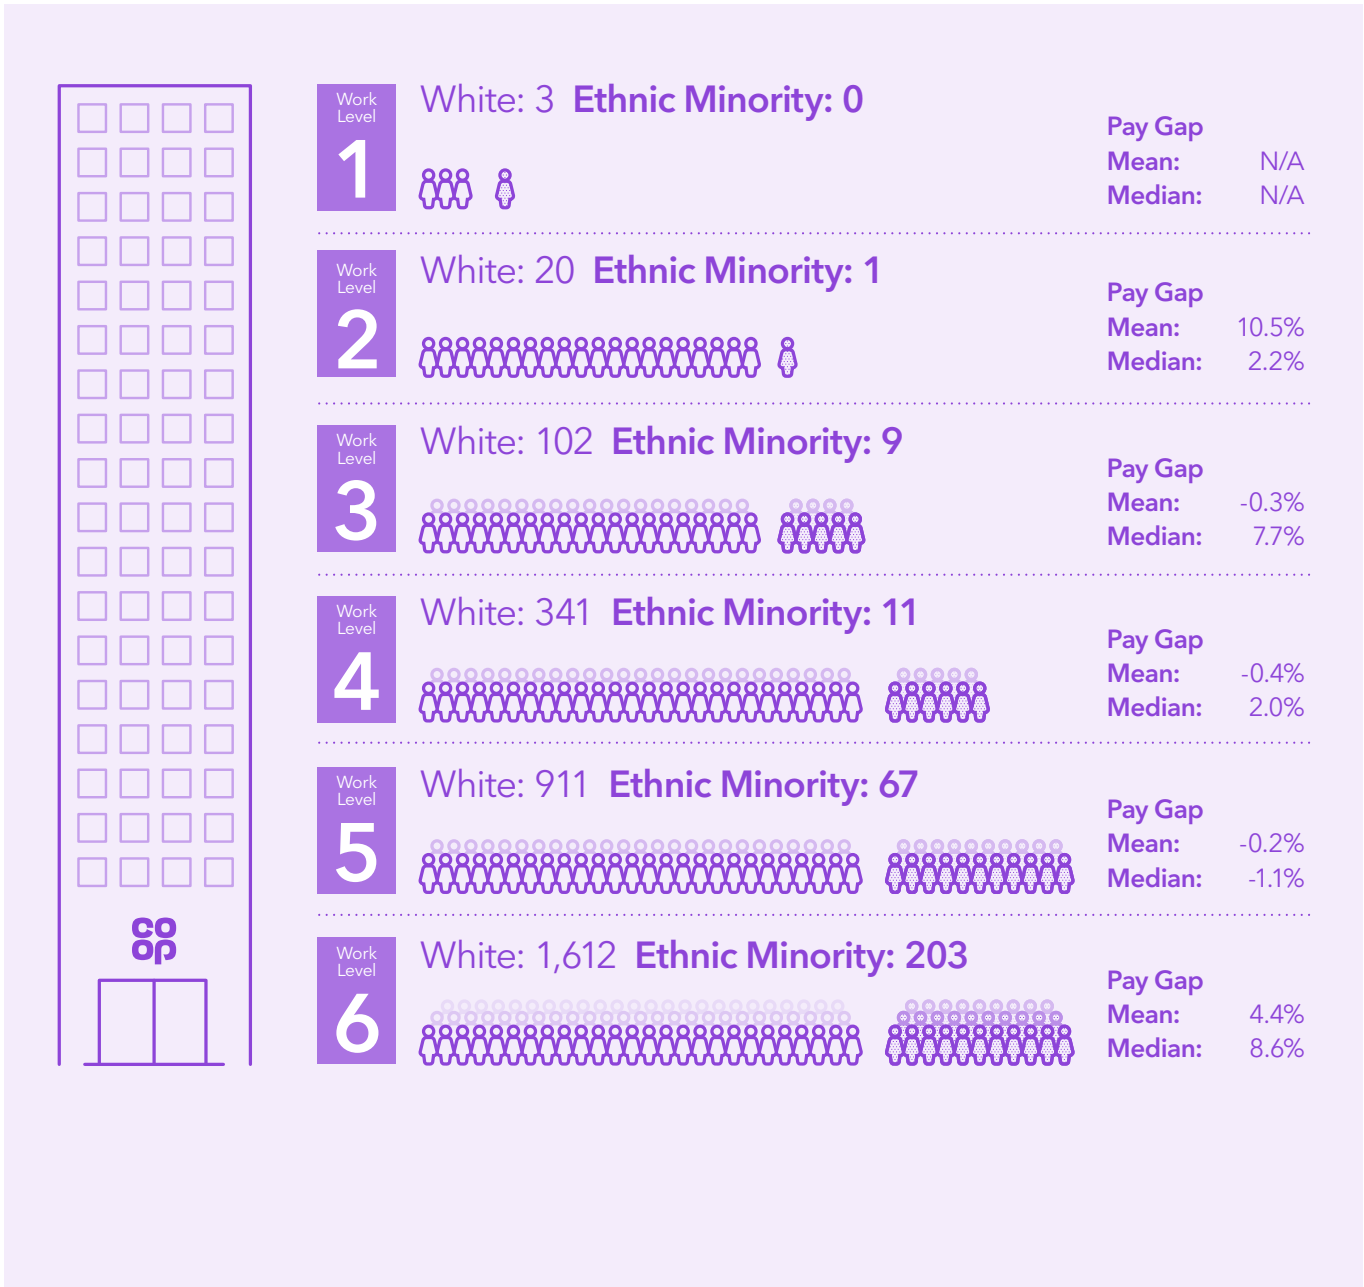 Work
Level
1
White: 3 Ethnic Minority: 0
Pay Gap
Mean: N/A
Median: N/A
Work
Level
2
White: 20 Ethnic Minority: 1
Pay Gap
Mean: 10.5%
Median: 2.2%
Work
Level
3
White: 102 Ethnic Minority: 9
Pay Gap
Mean: -0.3%
Median: 7.7%
Work
Level
4
White: 341 Ethnic Minority: 11
Pay Gap
Mean: -0.4%
Median: 2.0%
Work
Level
5
White: 911 Ethnic Minority: 67
Pay Gap
Mean: -0.2%
Median: -1.1%
co
op
Work
Level
6
White: 1,612 Ethnic Minority: 203
Pay Gap
Mean: 4.4%
Median: 8.6%